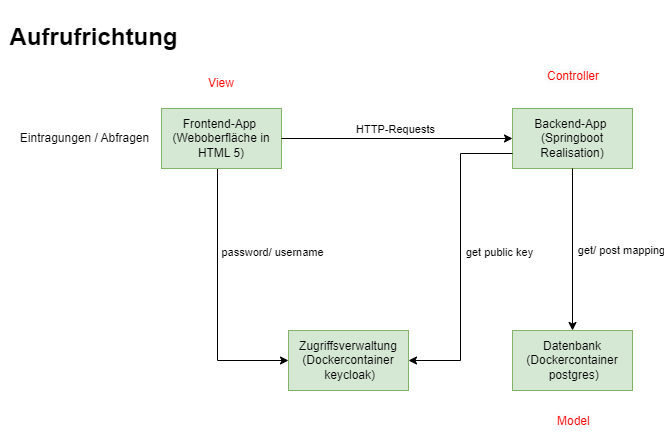 Aufrufrichtung
View
Controller
Frontend-App
(Weboberfläche in
HTML 5)
Backend-App
(Springboot
Realisation)
Eintragungen / Abfragen
HTTP-Requests
password/ username
get public key
get/ post mapping
Zugriffsverwaltung
(Dockercontainer
keycloak)
Datenbank
(Dockercontainer
postgres)
Model